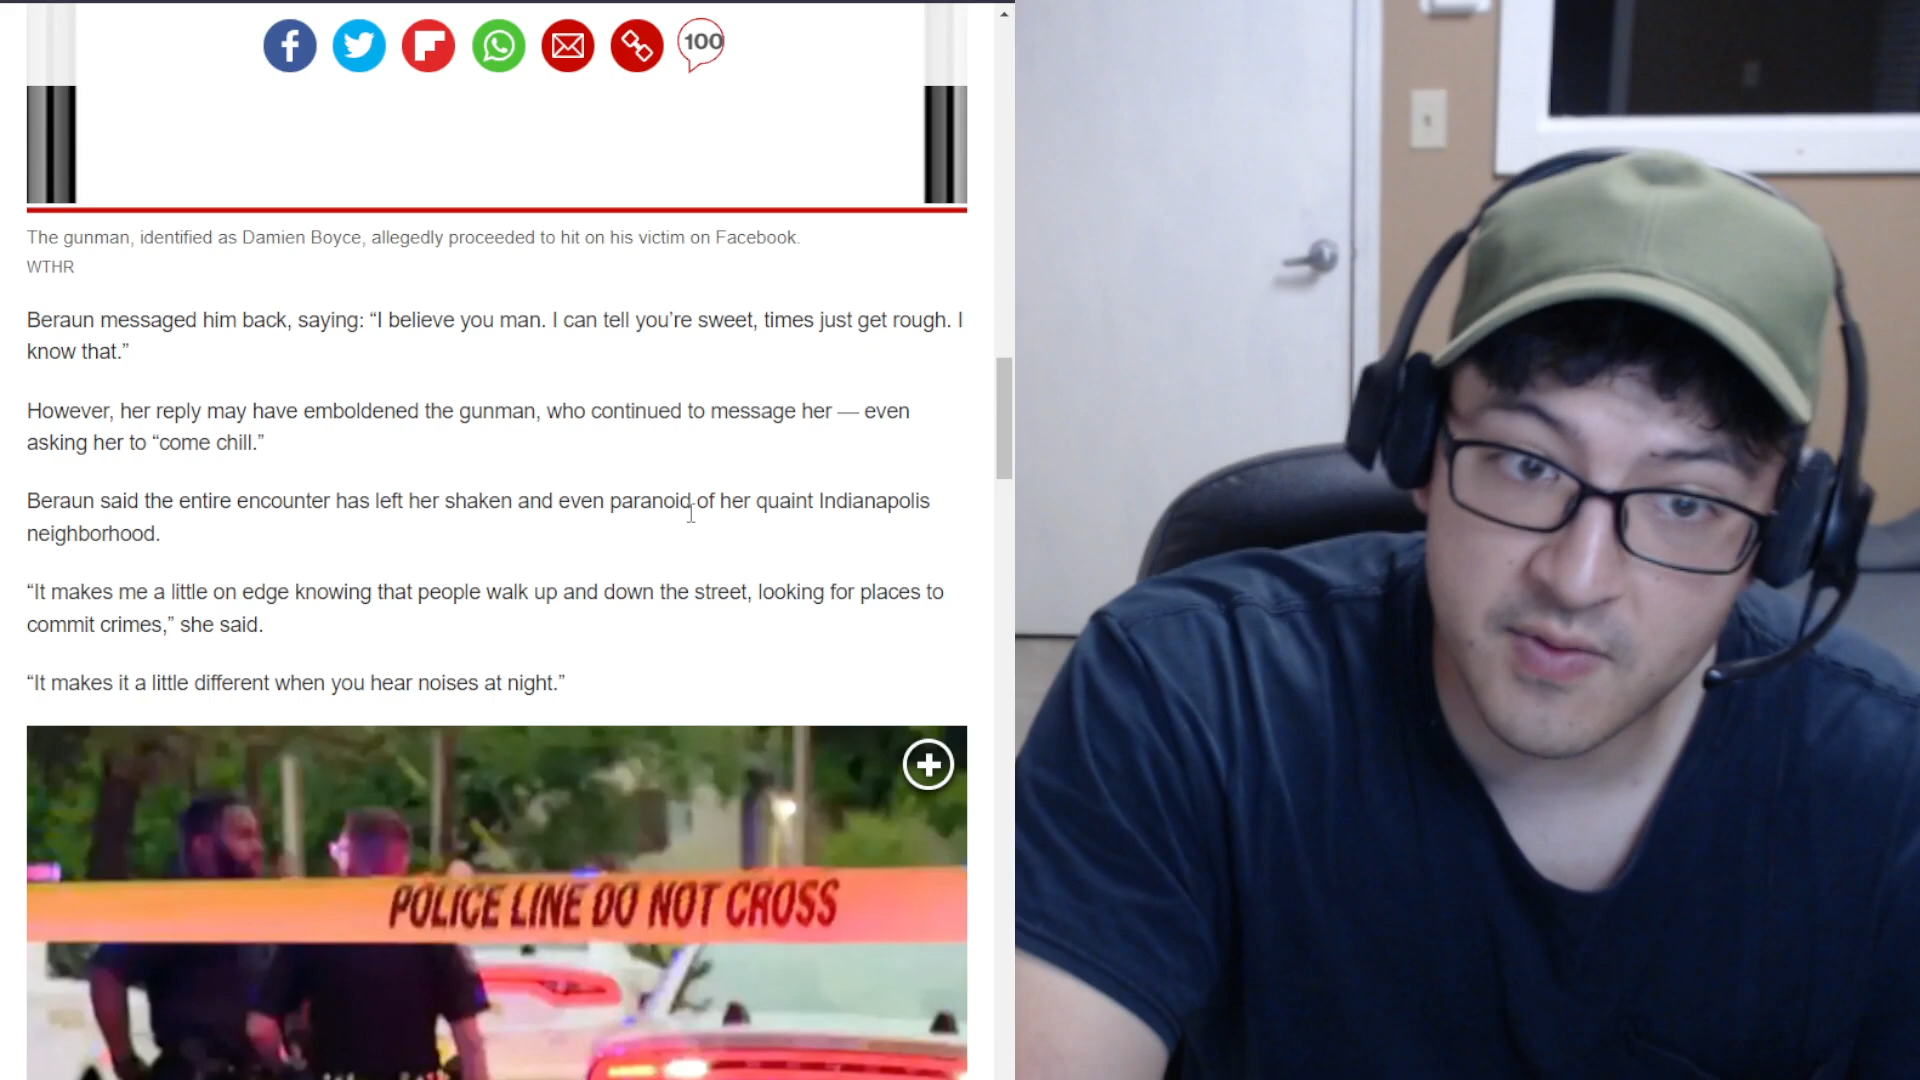 100
The gunman, identified as Damien Boyce, allegedly proceeded to hit on his victim on Facebook.
WTHR
Beraun messaged him back, saying: “I believe you man. I can tell you’re sweet, times just get rough. I
know that.”
However, her reply may have emboldened the gunman, who continued to message her — even
asking her to “come chill.”
Beraun said the entire encounter has left her shaken and even paranoid of her quaint Indianapolis
neighborhood.
“It makes me a little on edge knowing that people walk up and down the street, looking for places to
commit crimes,” she said.
“It makes it a little different when you hear noises at night.”
POLICE LINE DO NOT CROSS